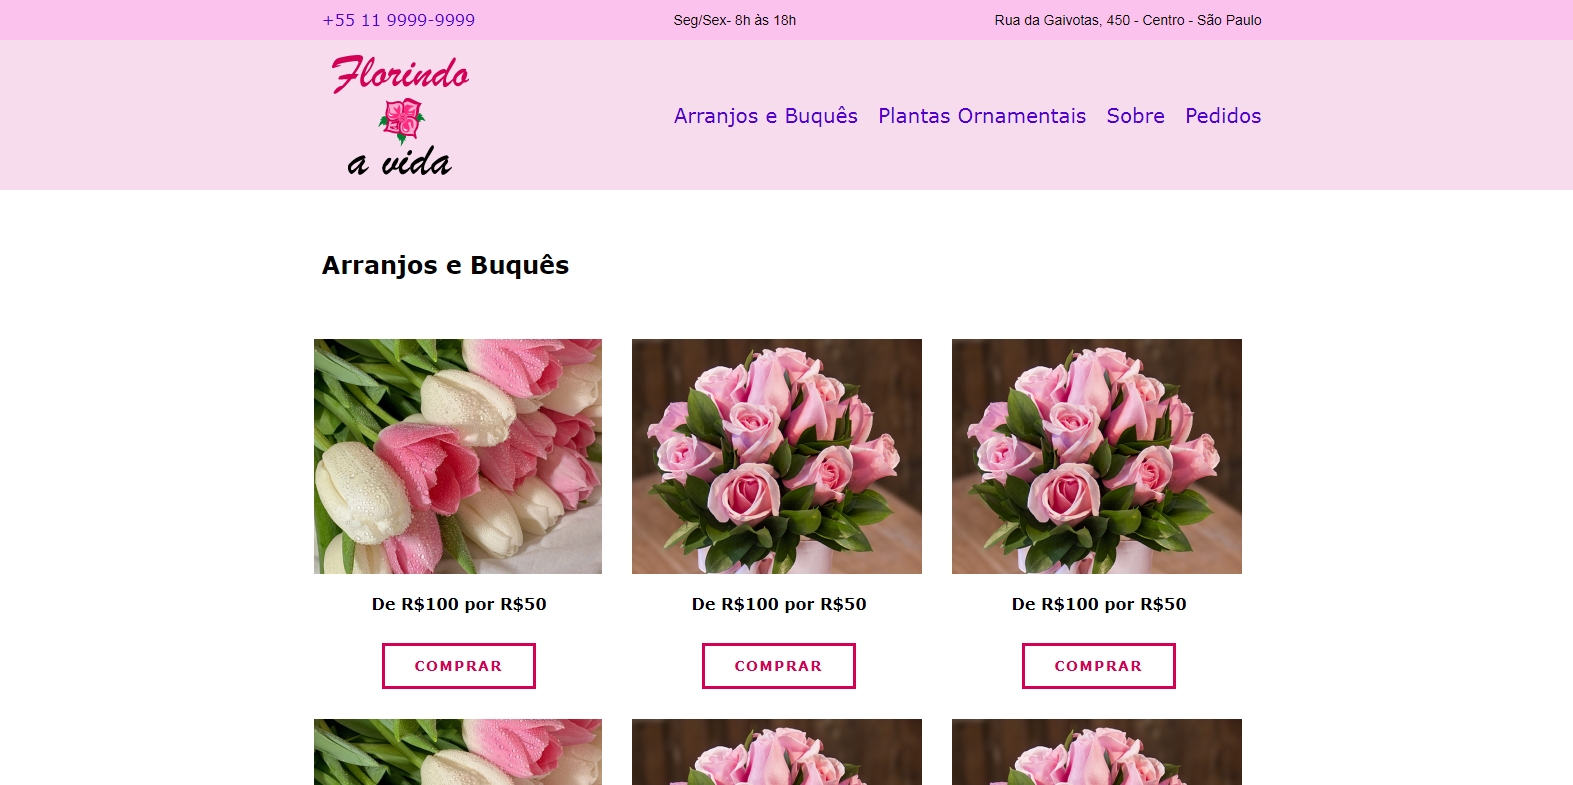 +55 11 9999-9999 Seg/Sex- 8h às 18h Rua da Gaivotas, 450 - Centro - São Paulo
Florindo
a vida
Arranjos e Buquês Plantas Ornamentais Sobre Pedidos
Arranjos e Buquês
De R$100 por R$50 De R$100 por R$50 De R$100 por R$50
COMPRAR COMPRAR COMPRAR